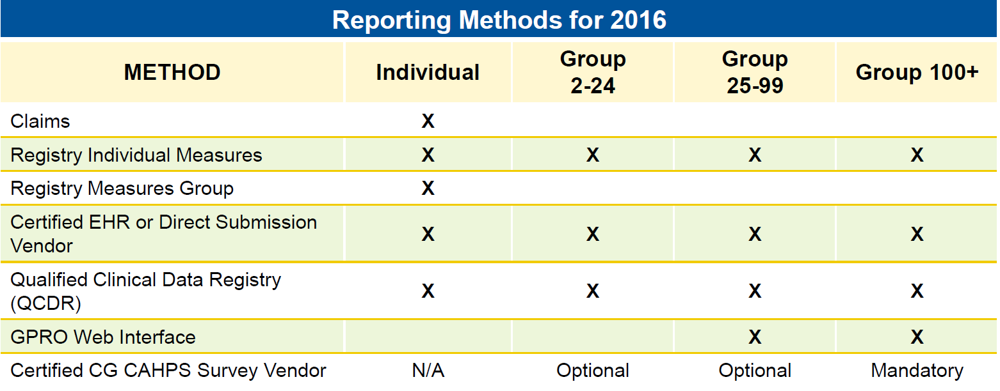 Reporting Methods for 2016
METHOD Individual Group 2-24 Group 25-99 Group 100+
Claims X
Registry Individual Measures X X X X
Registry Measures Group X
Certified EHR or Direct Submission
Vendor X X X X
Qualified Clinical Data Registry
(QCDR) X X X X
GPRO Web Interface X X
Certified CG CAHPS Survey Vendor N/A Optional Optional Mandatory